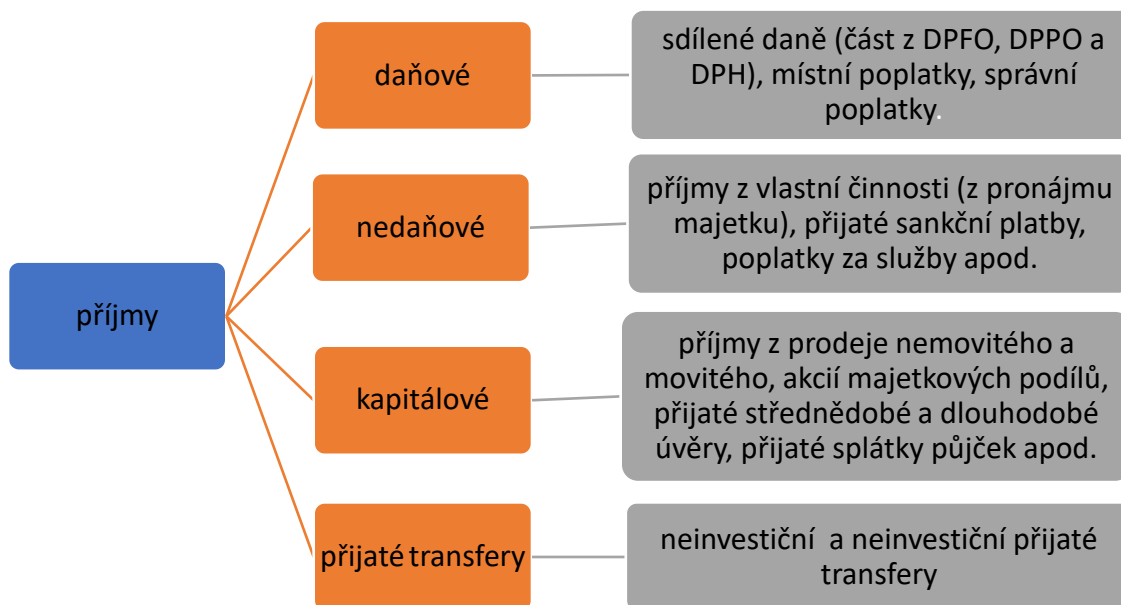 příjmy
daňové
sdílené daně (část z DPFO, DPPO a
DPH), místní poplatky, správní
poplatky.
nedaňové
příjmy z vlastní činnosti (z pronájmu
majetku), přijaté sankční platby,
poplatky za služby apod.
kapitálové
příjmy z prodeje nemovitého a
movitého, akcií majetkových podílů,
přijaté střednědobé a dlouhodobé
úvěry, přijaté splátky půjček apod.
přijaté transfery
neinvestiční a neinvestiční přijaté
transfery